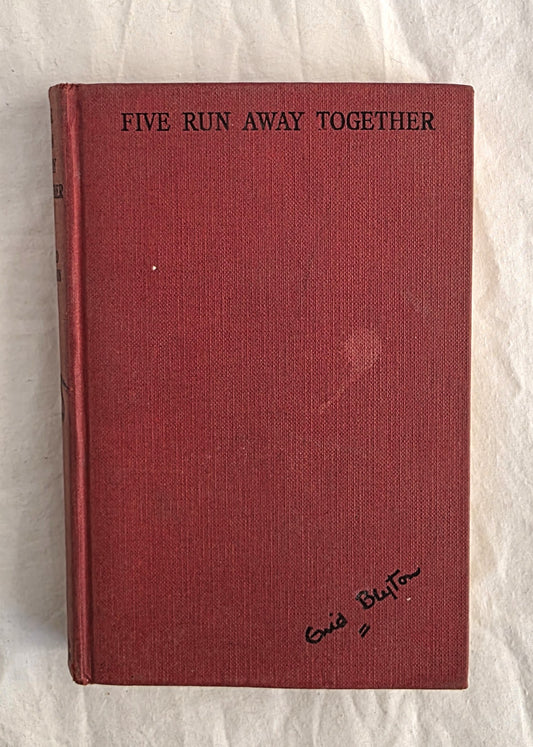 FIVE RUN AWAY TOGETHER
Enid Blyton